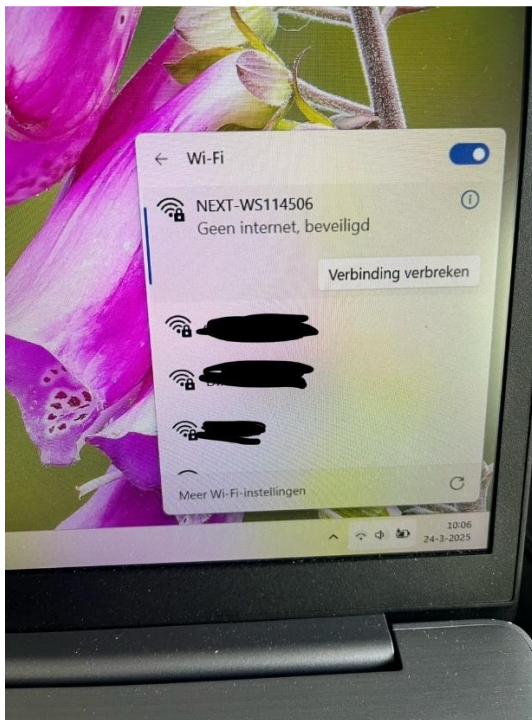 Wi-Fi
NEXT-WS114506
Geen internet, beveiligd
Verbinding verbreken
Meer Wi-Fi-instellingen
10:06
24-3-2025